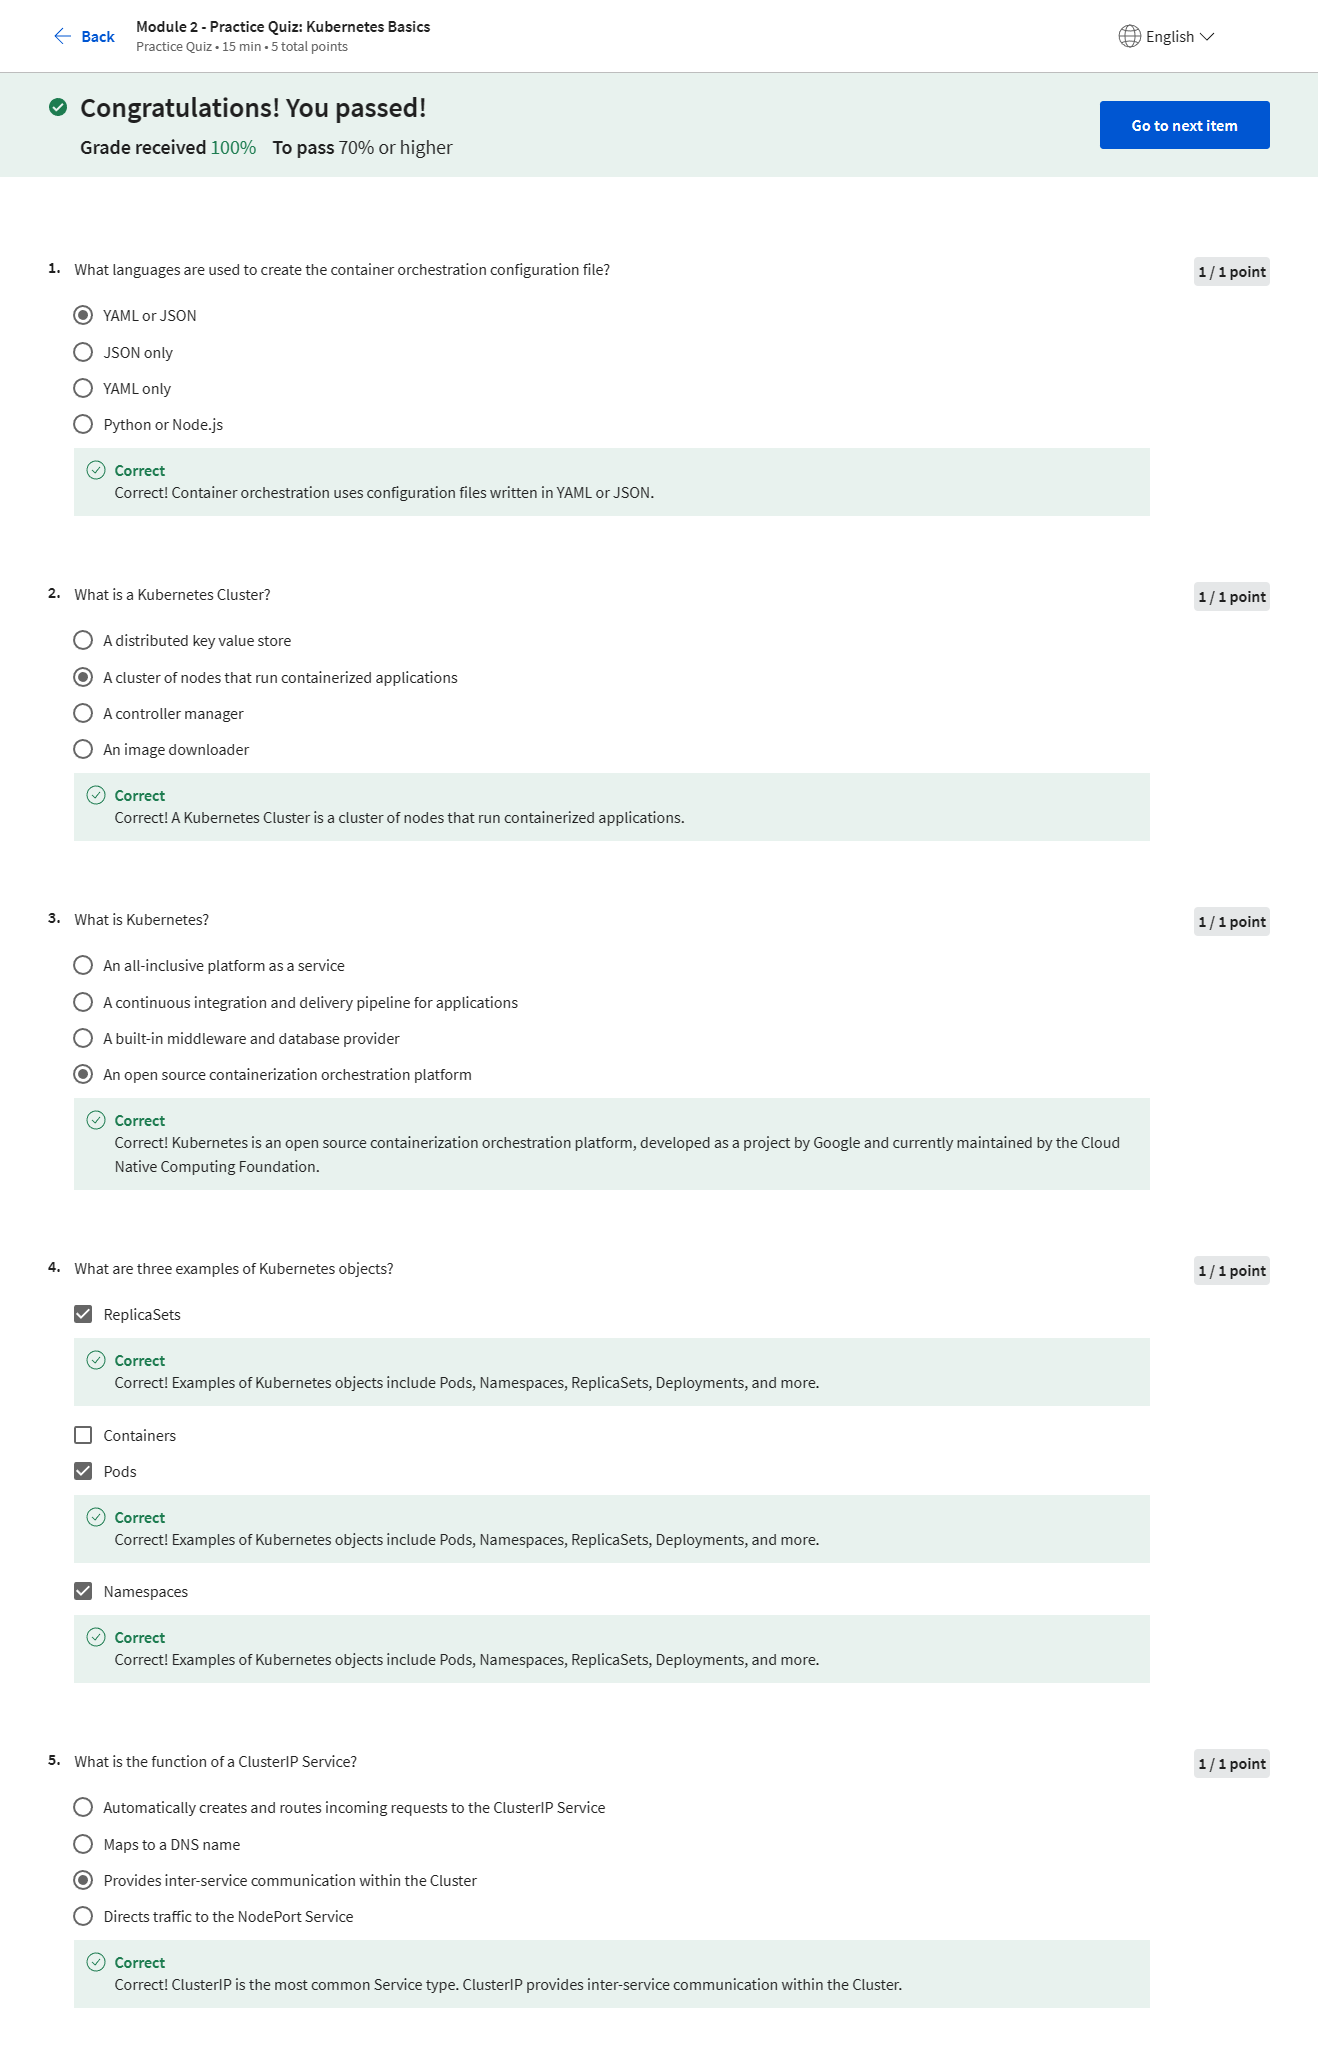 Back
Module 2 - Practice Quiz: Kubernetes Basics
Practice Quiz • 15 min • 5 total points
English
Congratulations! You passed!
Grade received 100% To pass 70% or higher
Go to next item
1. What languages are used to create the container orchestration configuration file?
1 / 1 point
YAML or JSON
JSON only
YAML only
Python or Node.js
Correct
Correct! Container orchestration uses configuration files written in YAML or JSON.
2. What is a Kubernetes Cluster?
1 / 1 point
A distributed key value store
A cluster of nodes that run containerized applications
A controller manager
An image downloader
Correct
Correct! A Kubernetes Cluster is a cluster of nodes that run containerized applications.
3. What is Kubernetes?
1 / 1 point
An all-inclusive platform as a service
A continuous integration and delivery pipeline for applications
A built-in middleware and database provider
An open source containerization orchestration platform
Correct
Correct! Kubernetes is an open source containerization orchestration platform, developed as a project by Google and currently maintained by the Cloud
Native Computing Foundation.
4. What are three examples of Kubernetes objects?
1 / 1 point
ReplicaSets
Correct
Correct! Examples of Kubernetes objects include Pods, Namespaces, ReplicaSets, Deployments, and more.
Containers
Pods
Correct
Correct! Examples of Kubernetes objects include Pods, Namespaces, ReplicaSets, Deployments, and more.
Namespaces
Correct
Correct! Examples of Kubernetes objects include Pods, Namespaces, ReplicaSets, Deployments, and more.
5. What is the function of a ClusterIP Service?
1 / 1 point
Automatically creates and routes incoming requests to the ClusterIP Service
Maps to a DNS name
Provides inter-service communication within the Cluster
Directs traffic to the NodePort Service
Correct
Correct! ClusterIP is the most common Service type. ClusterIP provides inter-service communication within the Cluster.